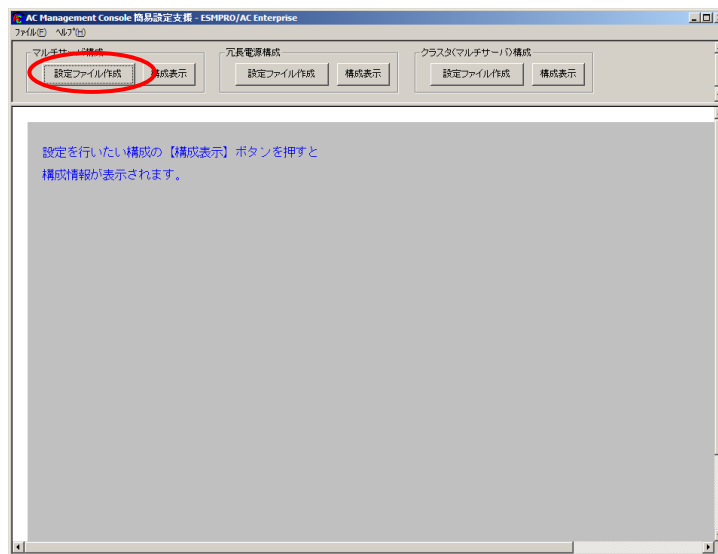 AC Management Console 簡易設定支援 - ESMPRO/AC Enterprise
ファイル(F) ヘルプ(H)
マルチサーバ構成 冗長電源構成 クラスタ(マルチサーバ)構成
設定ファイル作成 構成表示 設定ファイル作成 構成表示 設定ファイル作成 構成表示
設定を行いたい構成の【構成表示】ボタンを押すと
構成情報が表示されます。